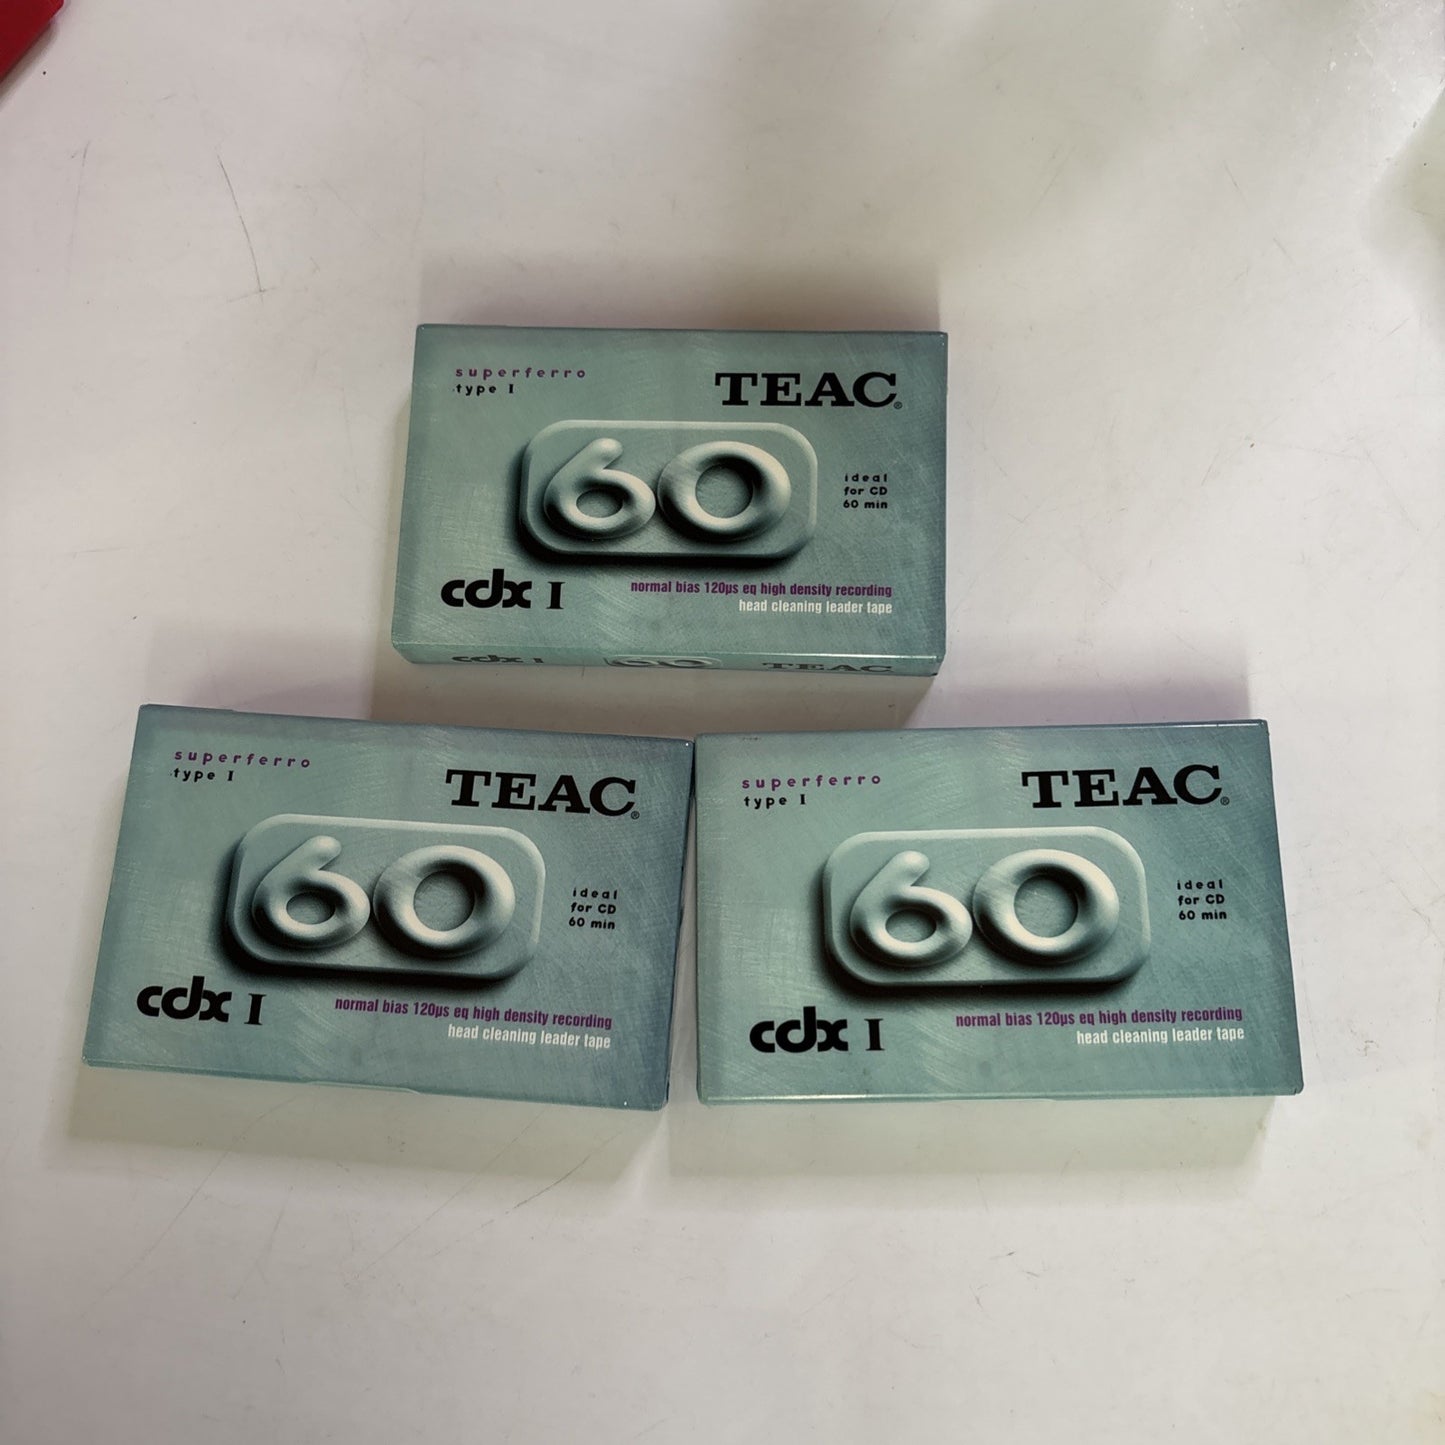 superferro
type I
TEAC®
60
ideal
for CD
60 min
cdx I
normal bias 120µs eq high density recording
head cleaning leader tape
cdx I 60 TEAC
superferro
type I
TEAC®
60
ideal
for CD
60 min
cdx I
normal bias 120µs eq high density recording
head cleaning leader tape
superferro
type I
TEAC®
60
ideal
for CD
60 min
cdx I
normal bias 120µs eq high density recording
head cleaning leader tape